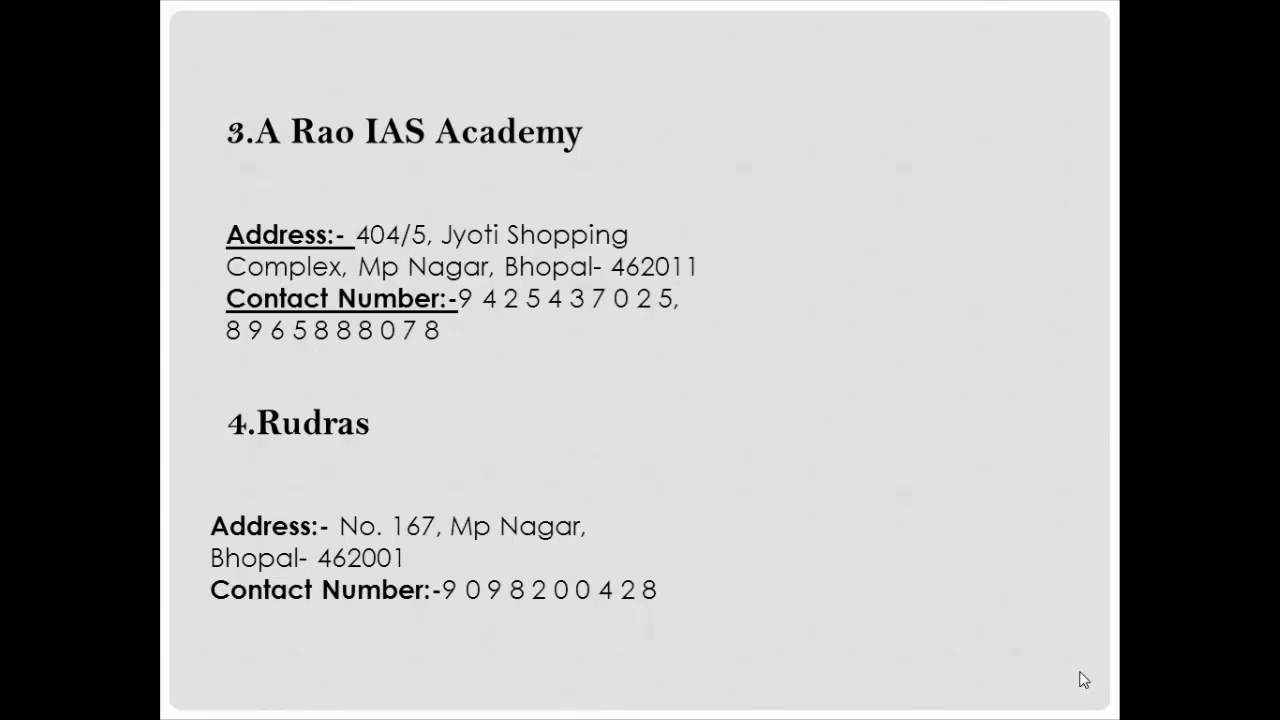 3.A Rao IAS Academy
Address:- 404/5, Jyoti Shopping
Complex, Mp Nagar, Bhopal- 462011
Contact Number:-9 4 2 5 4 3 7 0 2 5,
8 9 6 5 8 8 8 0 7 8
4.Rudras
Address:- No. 167, Mp Nagar,
Bhopal- 462001
Contact Number:-9 0 9 8 2 0 0 4 2 8